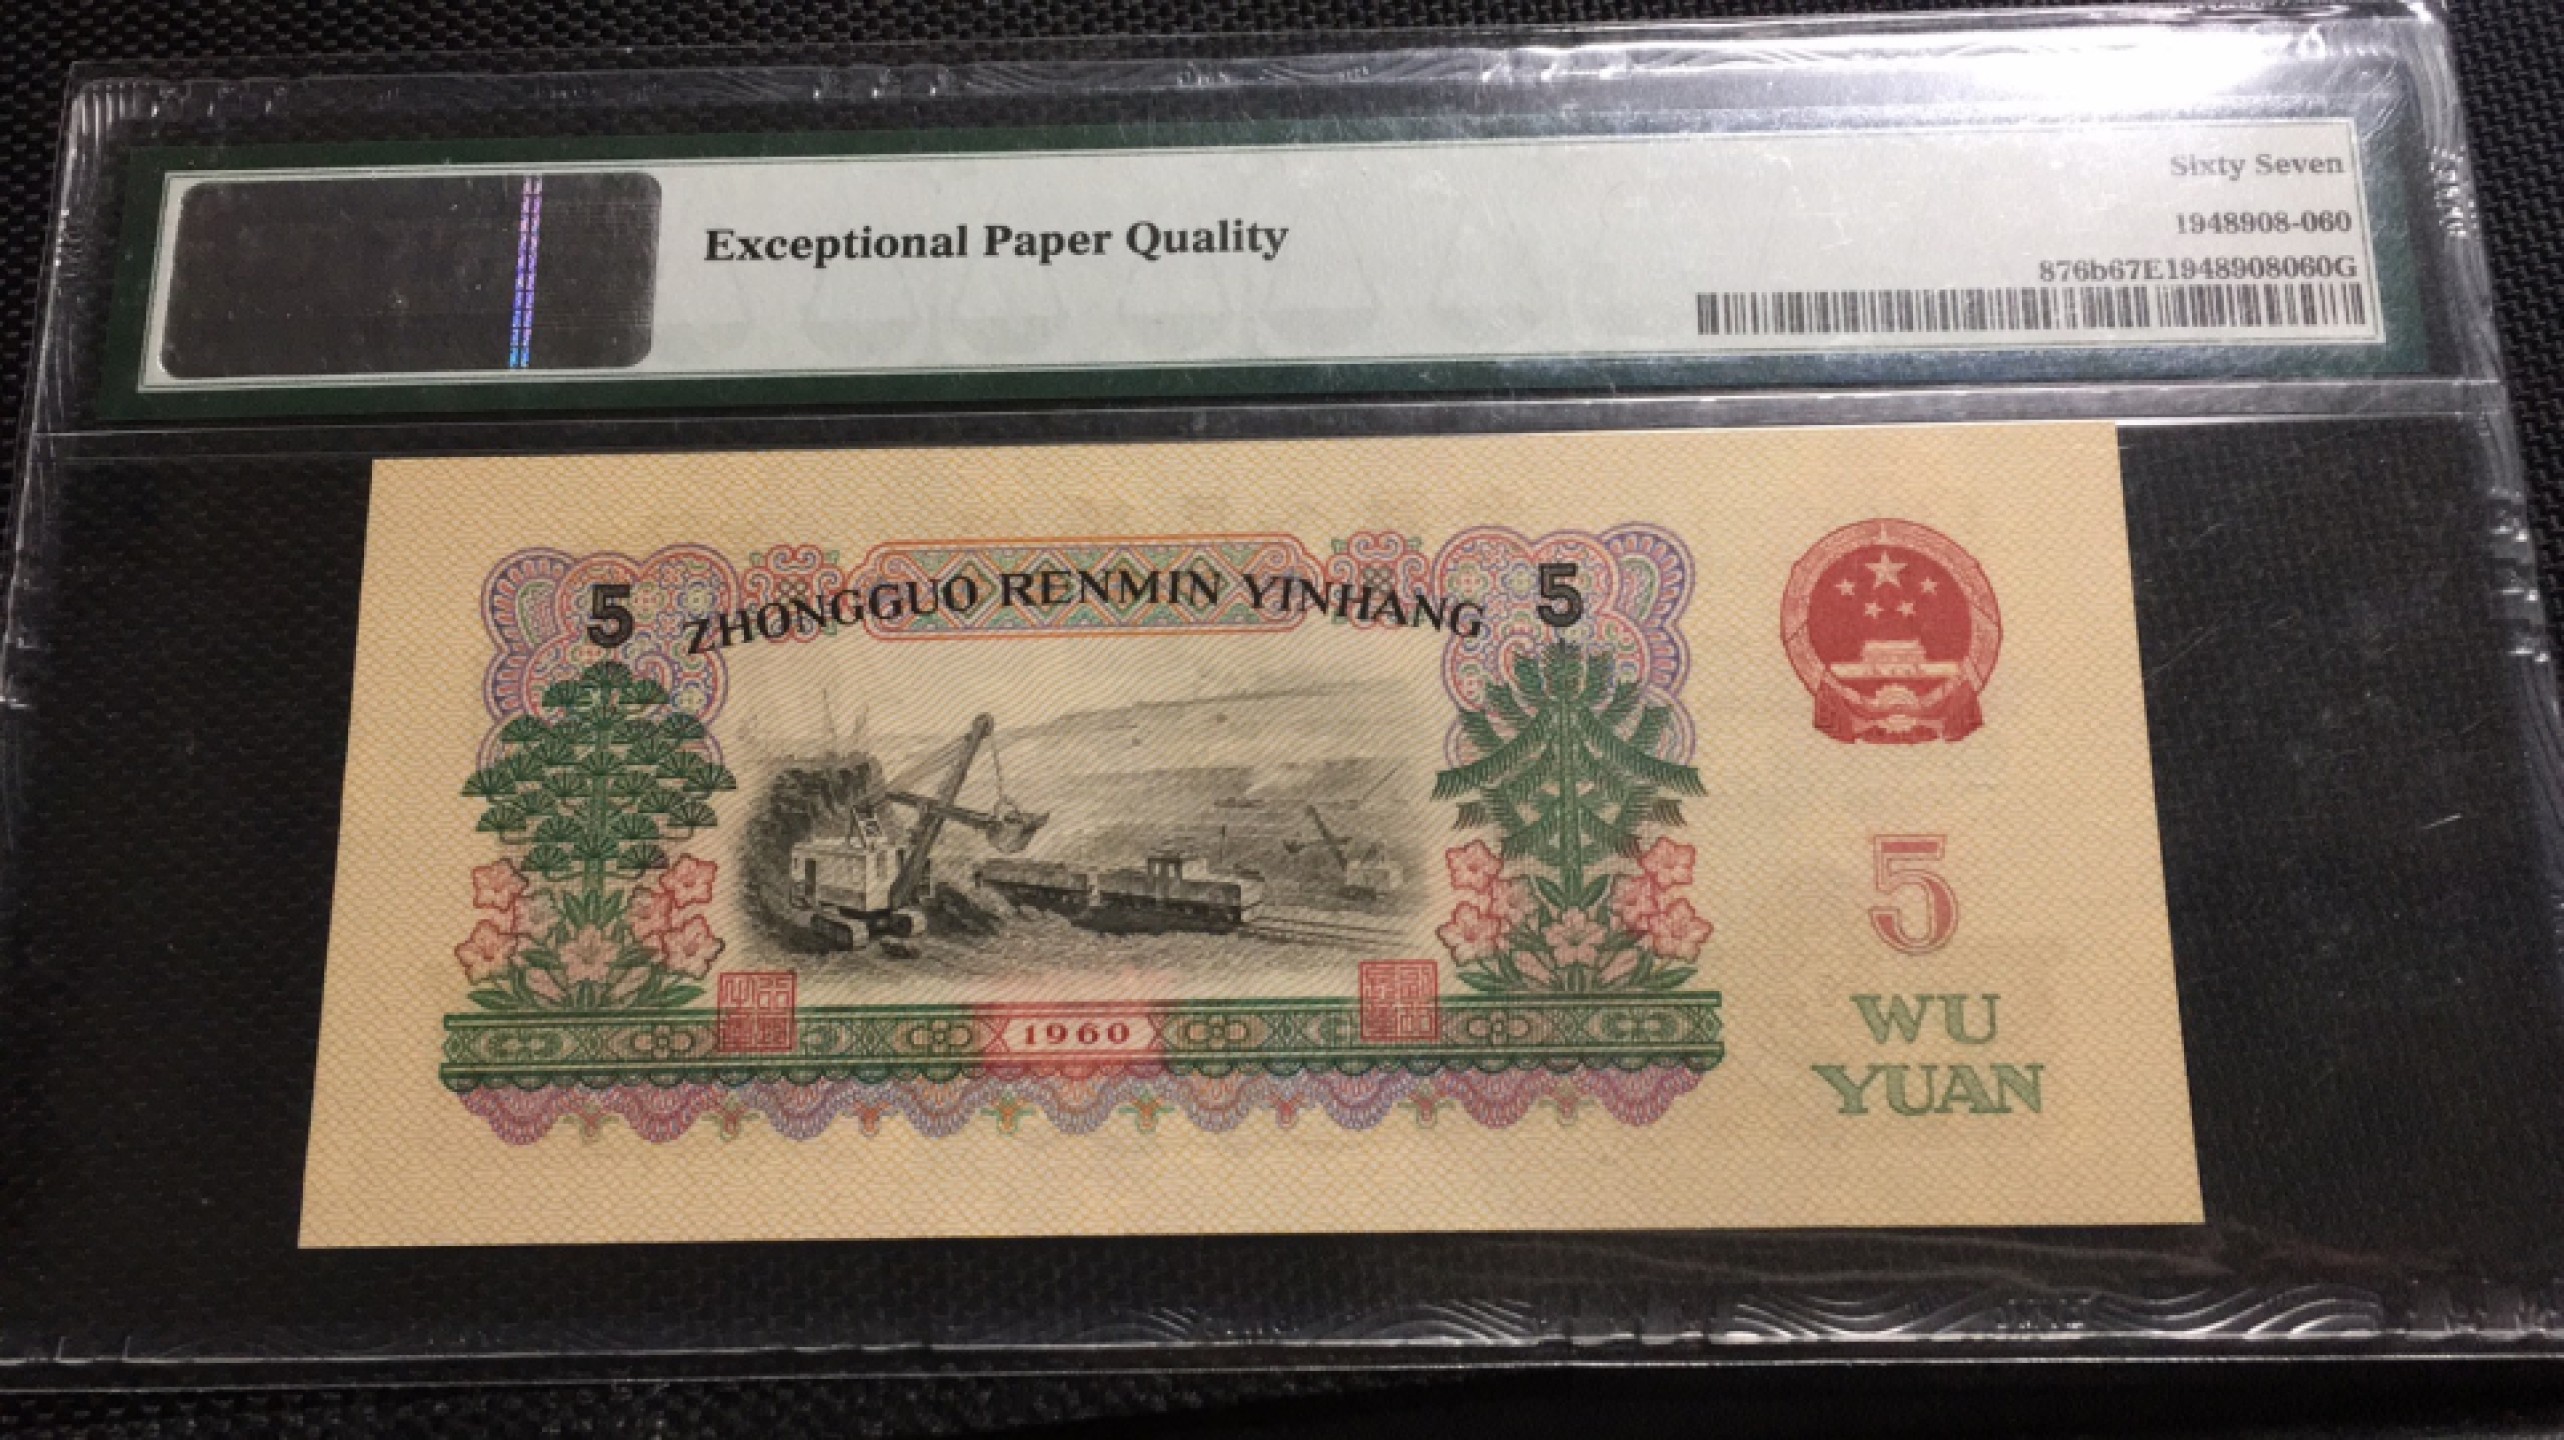 Sixty Seven
Exceptional Paper Quality
1948908-060
876b67E1948908060G
5 ZHONGGUO RENMIN YINHANG 5
5
1960
WU
YUAN